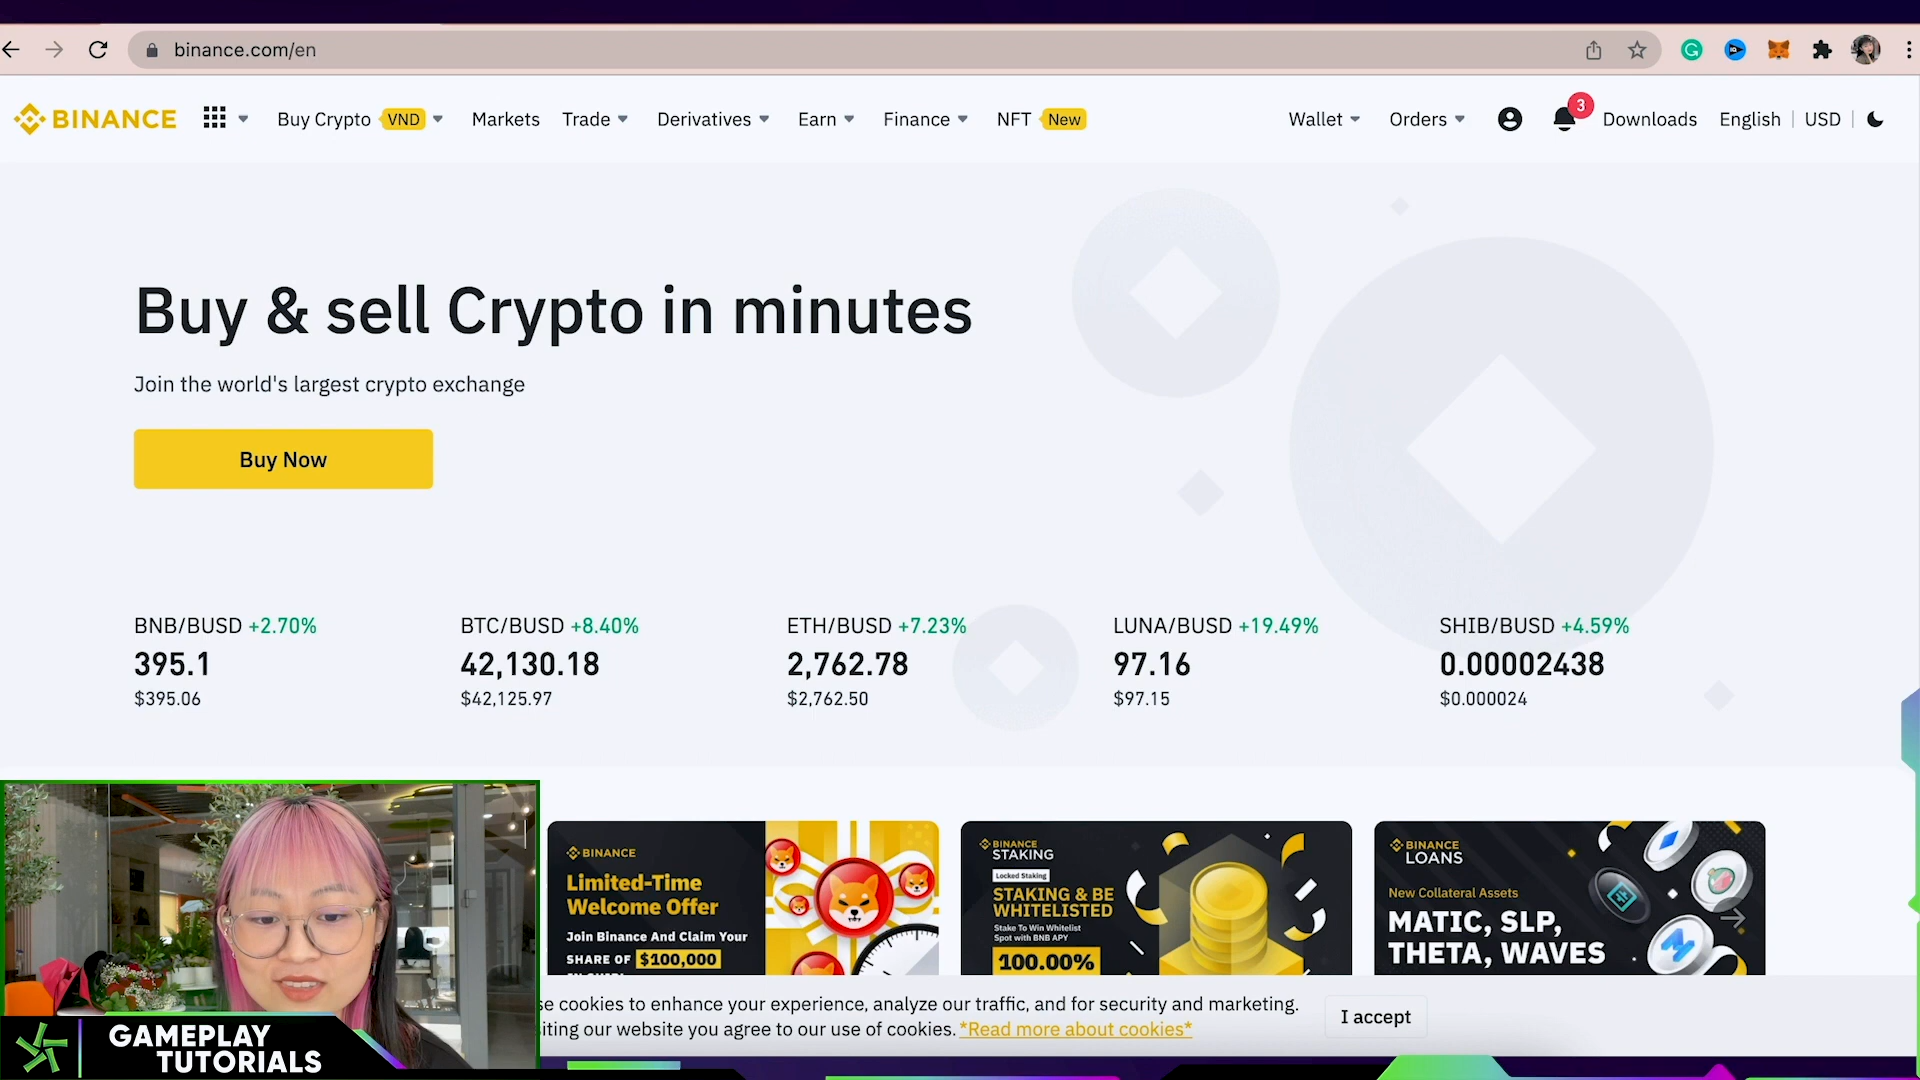 binance.com/en
BINANCE Buy Crypto VND Markets Trade Derivatives Earn Finance NFT New Wallet Orders 3 Downloads English USD
Buy & sell Crypto in minutes
Join the world's largest crypto exchange
Buy Now
BNB/BUSD +2.70% BTC/BUSD +8.40% ETH/BUSD +7.23% LUNA/BUSD +19.49% SHIB/BUSD +4.59%
395.1 42,130.18 2,762.78 97.16 0.00002438
$395.06 $42,125.97 $2,762.50 $97.15 $0.000024
BINANCE
Limited-Time
Welcome Offer
Join Binance And Claim Your
SHARE OF $100,000
BINANCE
STAKING
Locked Staking
STAKING & BE
WHITELISTED
Stake To Win Whitelist
Spot with BNB APY
100.00%
BINANCE
LOANS
New Collateral Assets
MATIC, SLP,
THETA, WAVES
se cookies to enhance your experience, analyze our traffic, and for security and marketing.
iting our website you agree to our use of cookies. *Read more about cookies*
I accept
GAMEPLAY
TUTORIALS